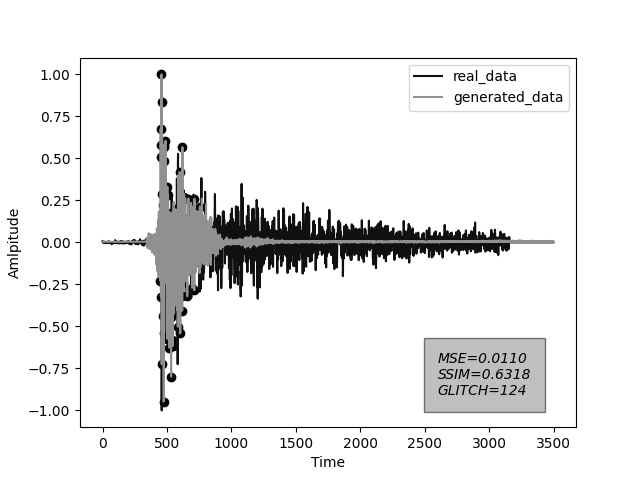 1.00
0.75
0.50
0.25
0.00
−0.25
−0.50
−0.75
−1.00
Amlpitude
real_data
generated_data
MSE=0.0110
SSIM=0.6318
GLITCH=124
0 500 1000 1500 2000 2500 3000 3500
Time